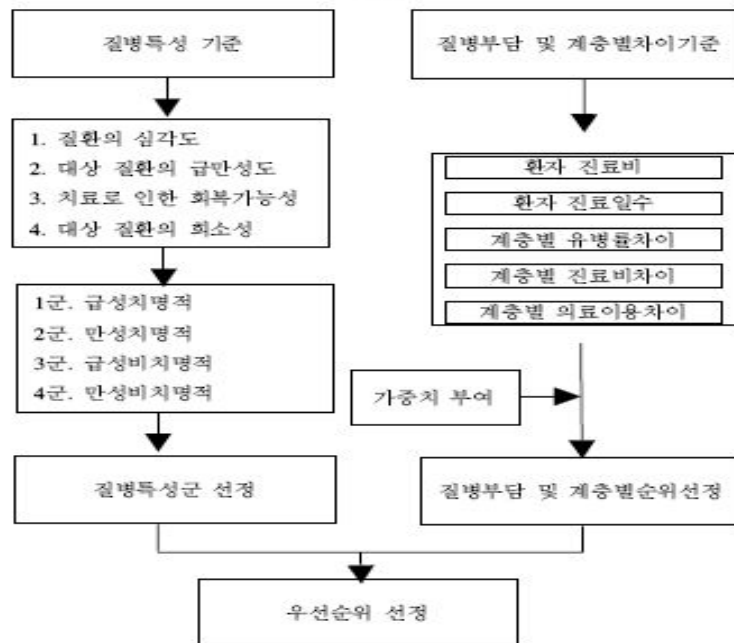 질병특성 기준
1. 질환의 심각도
2. 대상 질환의 급만성도
3. 치료로 인한 회복가능성
4. 대상 질환의 희소성
1군. 급성치명적
2군. 만성치명적
3군. 급성비치명적
4군. 만성비치명적
질병특성군 선정
질병부담 및 계층별차이기준
환자 진료비
환자 진료일수
계층별 유병률차이
계층별 진료비차이
계층별 의료이용차이
가중치 부여
질병부담 및 계층별순위선정
우선순위 선정